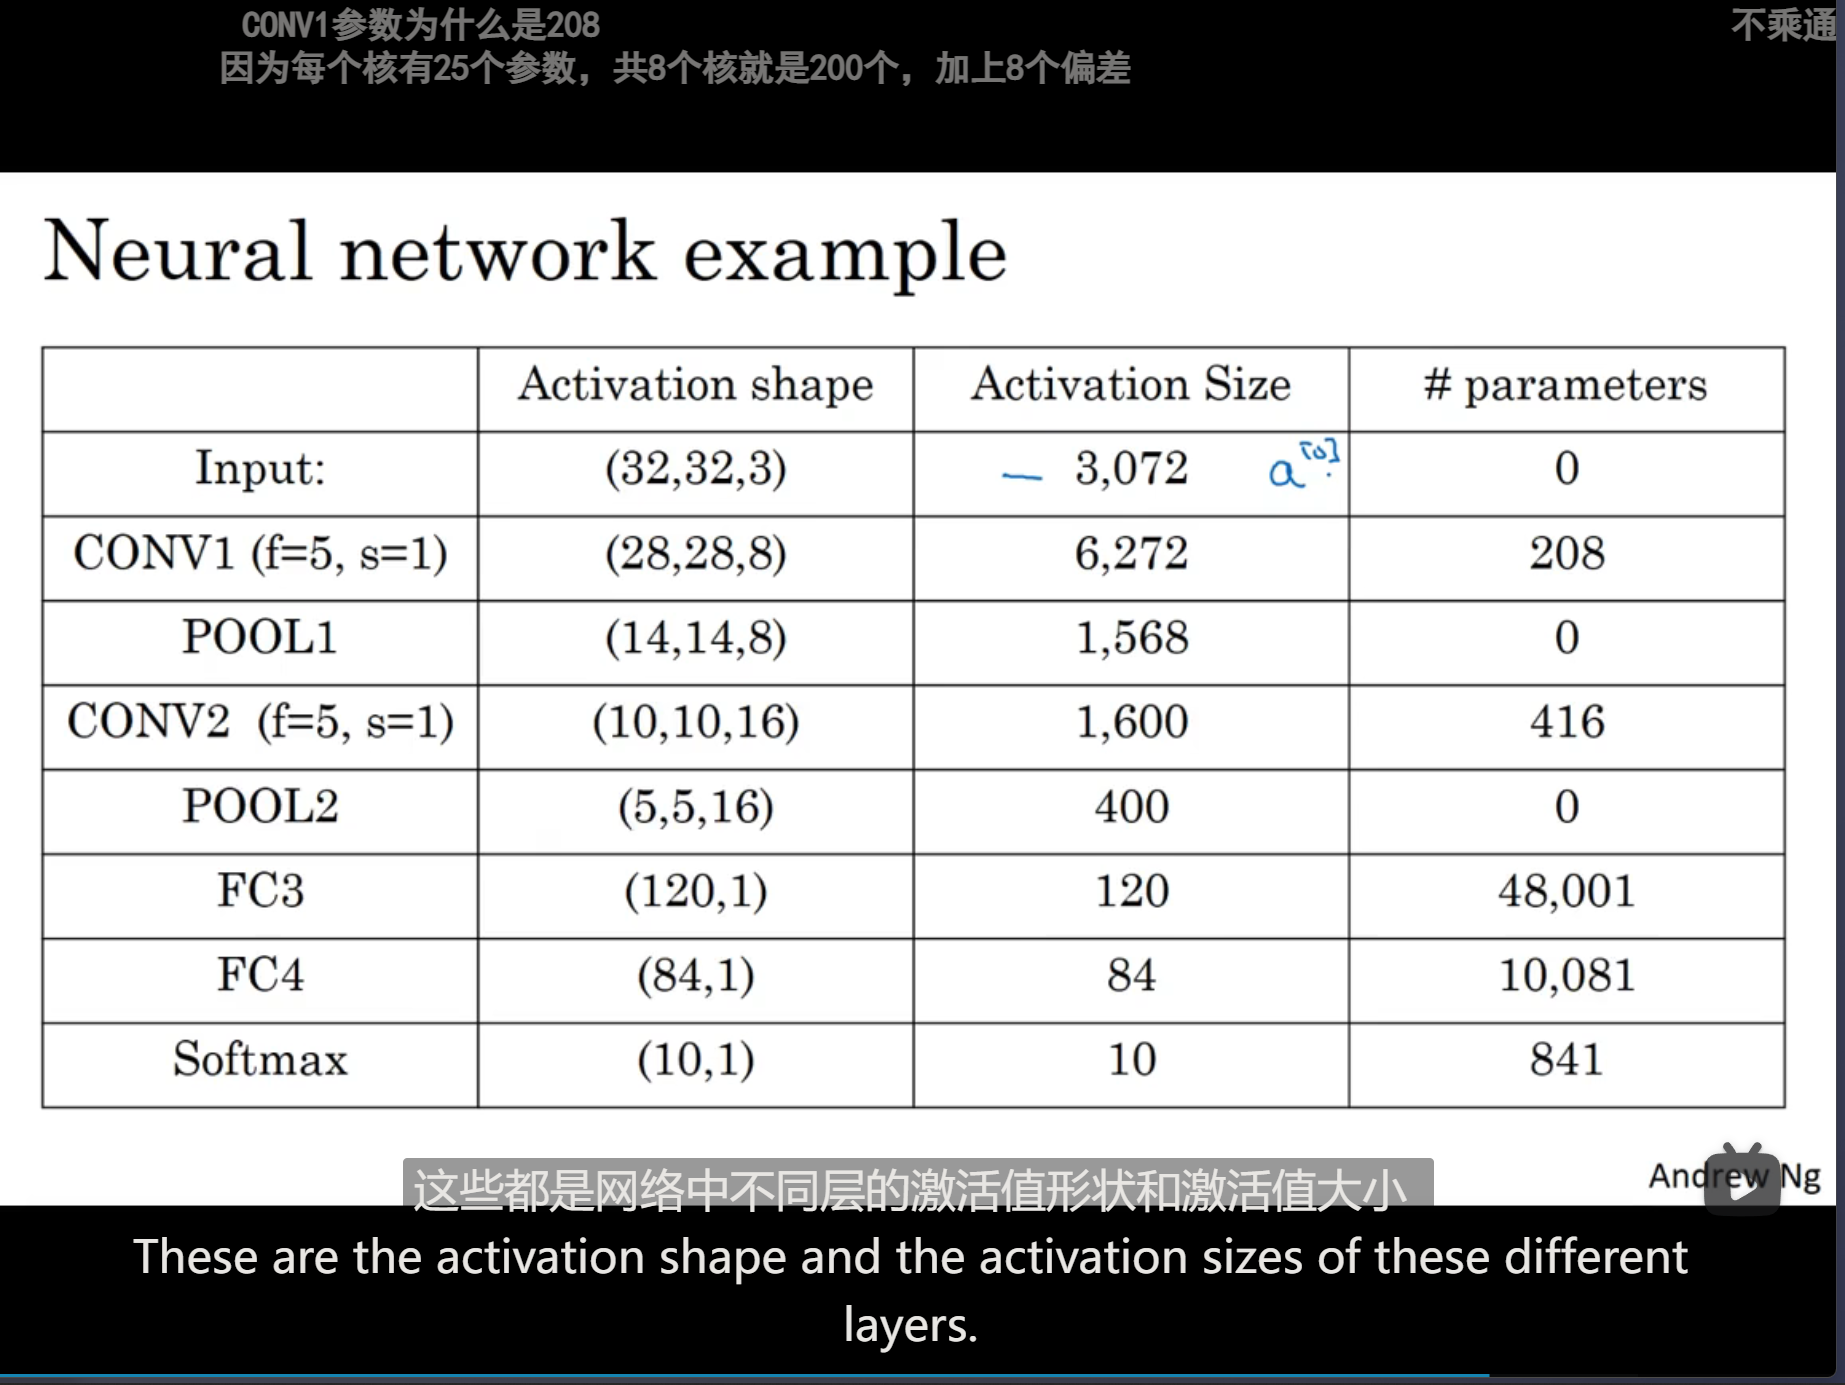 CONV1参数为什么是208
不乘通
因为每个核有25个参数，共8个核就是200个，加上8个偏差
Neural network example
Activation shape Activation Size # parameters
Input: (32,32,3) — 3,072 a[0] 0
CONV1 (f=5, s=1) (28,28,8) 6,272 208
POOL1 (14,14,8) 1,568 0
CONV2 (f=5, s=1) (10,10,16) 1,600 416
POOL2 (5,5,16) 400 0
FC3 (120,1) 120 48,001
FC4 (84,1) 84 10,081
Softmax (10,1) 10 841
Andrew Ng
这些都是网络中不同层的激活值形状和激活值大小
These are the activation shape and the activation sizes of these different
layers.